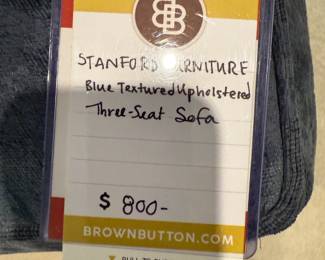 STANFORD FURNITURE
Blue Textured Upholstered
Three-Seat Sofa
$ 800-
BROWNBUTTON.COM